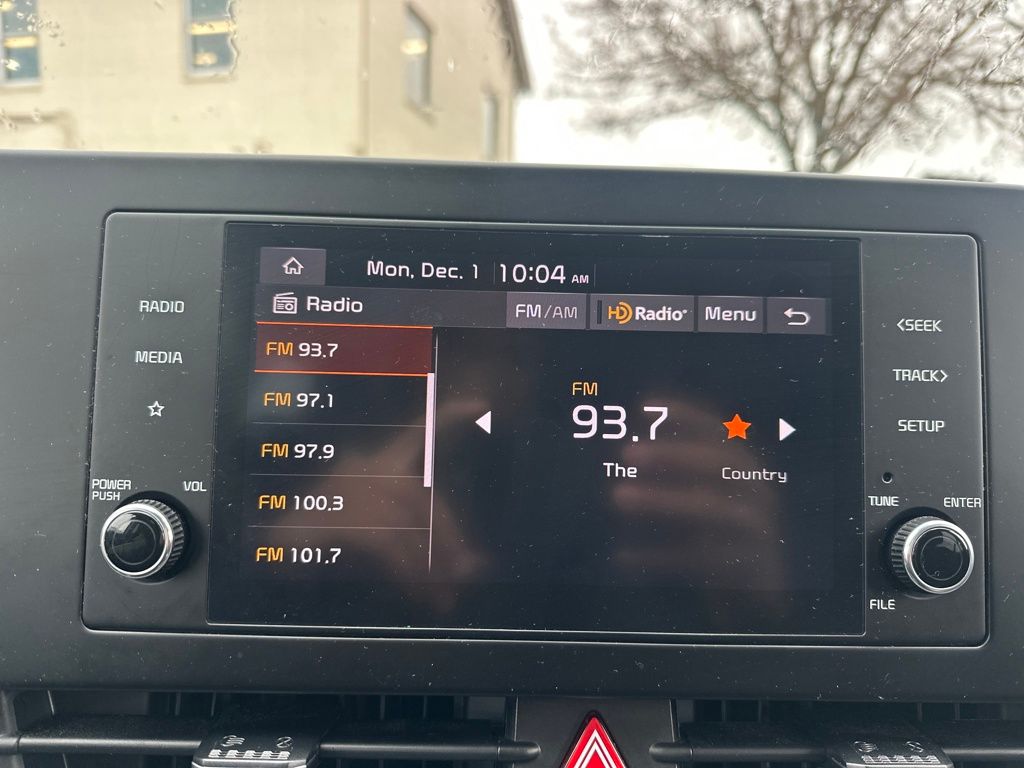 Mon, Dec. 1 10:04 AM
Radio FM/AM HD Radio Menu
FM 93.7
FM 97.1
FM 97.9
FM 100.3
FM 101.7
FM
93.7
The Country
RADIO
MEDIA
POWER
PUSH
VOL
<SEEK
TRACK>
SETUP
TUNE ENTER
FILE